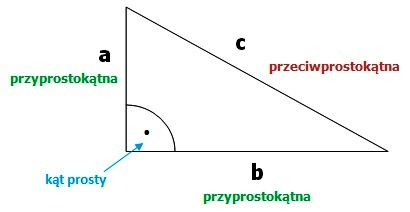 a
przyprostokątna
c
przeciwprostokątna
kąt prosty
b
przyprostokątna